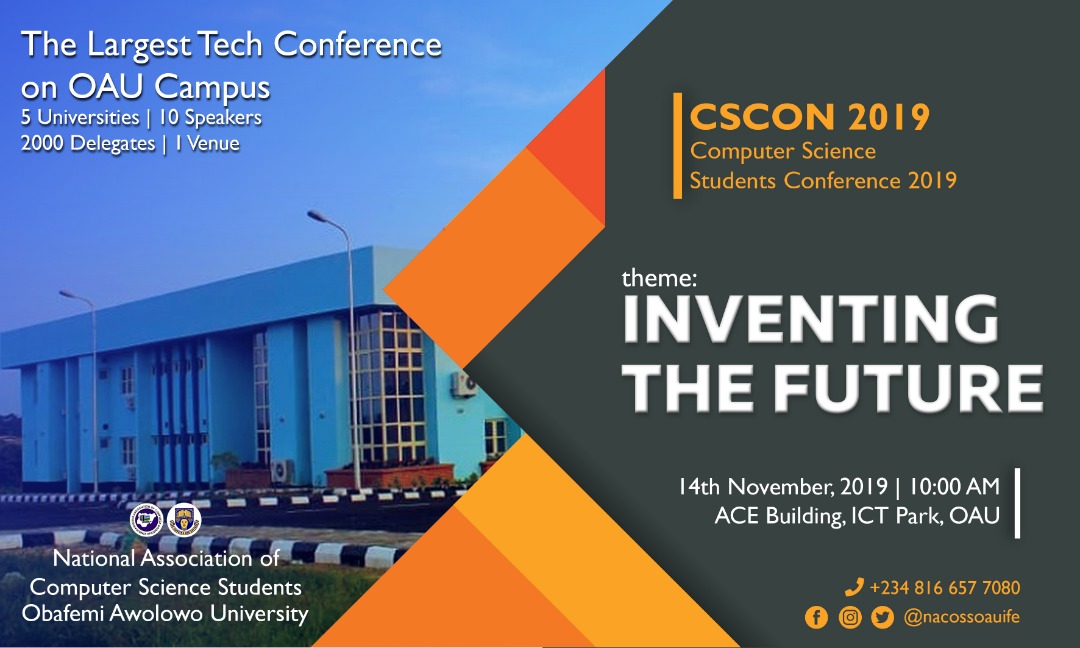 The Largest Tech Conference
on OAU Campus
5 Universities | 10 Speakers
2000 Delegates | 1 Venue
CSCON 2019
Computer Science
Students Conference 2019
theme:
INVENTING
THE FUTURE
14th November, 2019 | 10:00 AM
ACE Building, ICT Park, OAU
National Association of
Computer Science Students
Obafemi Awolowo University
+234 816 657 7080
@nacossoauife